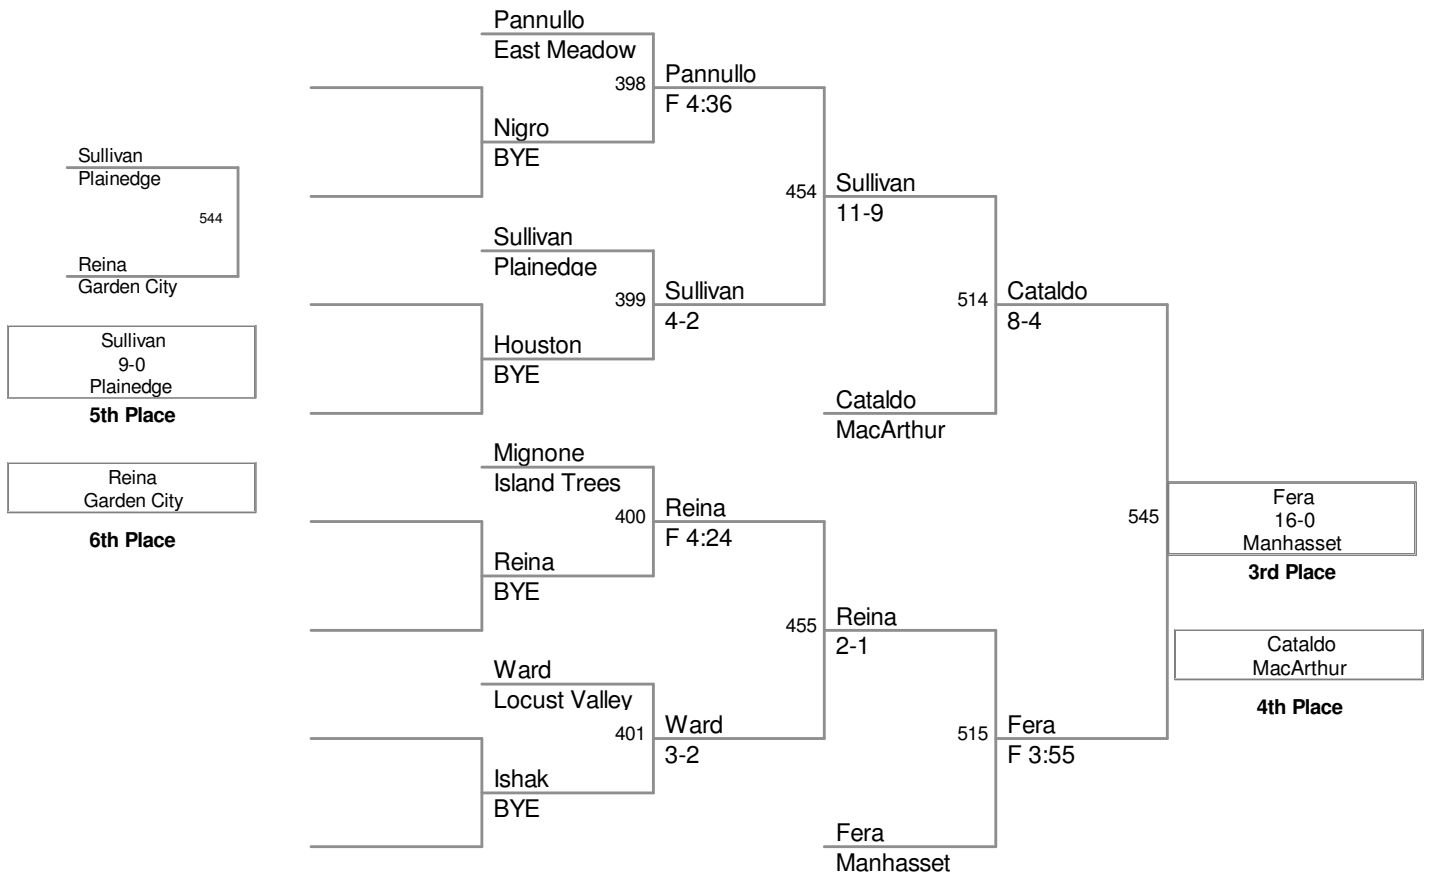 Pannullo
East Meadow
398
Pannullo
F 4:36
Nigro
BYE
Sullivan
Plainedge
544
Reina
Garden City
454
Sullivan
11-9
Sullivan
Plainedge
399
Sullivan
4-2
Houston
BYE
514
Cataldo
8-4
Sullivan
9-0
Plainedge
5th Place
Cataldo
MacArthur
Reina
Garden City
6th Place
Mignone
Island Trees
400
Reina
F 4:24
Reina
BYE
545
Fera
16-0
Manhasset
3rd Place
455
Reina
2-1
Cataldo
MacArthur
4th Place
Ward
Locust Valley
401
Ward
3-2
Ishak
BYE
515
Fera
F 3:55
Fera
Manhasset